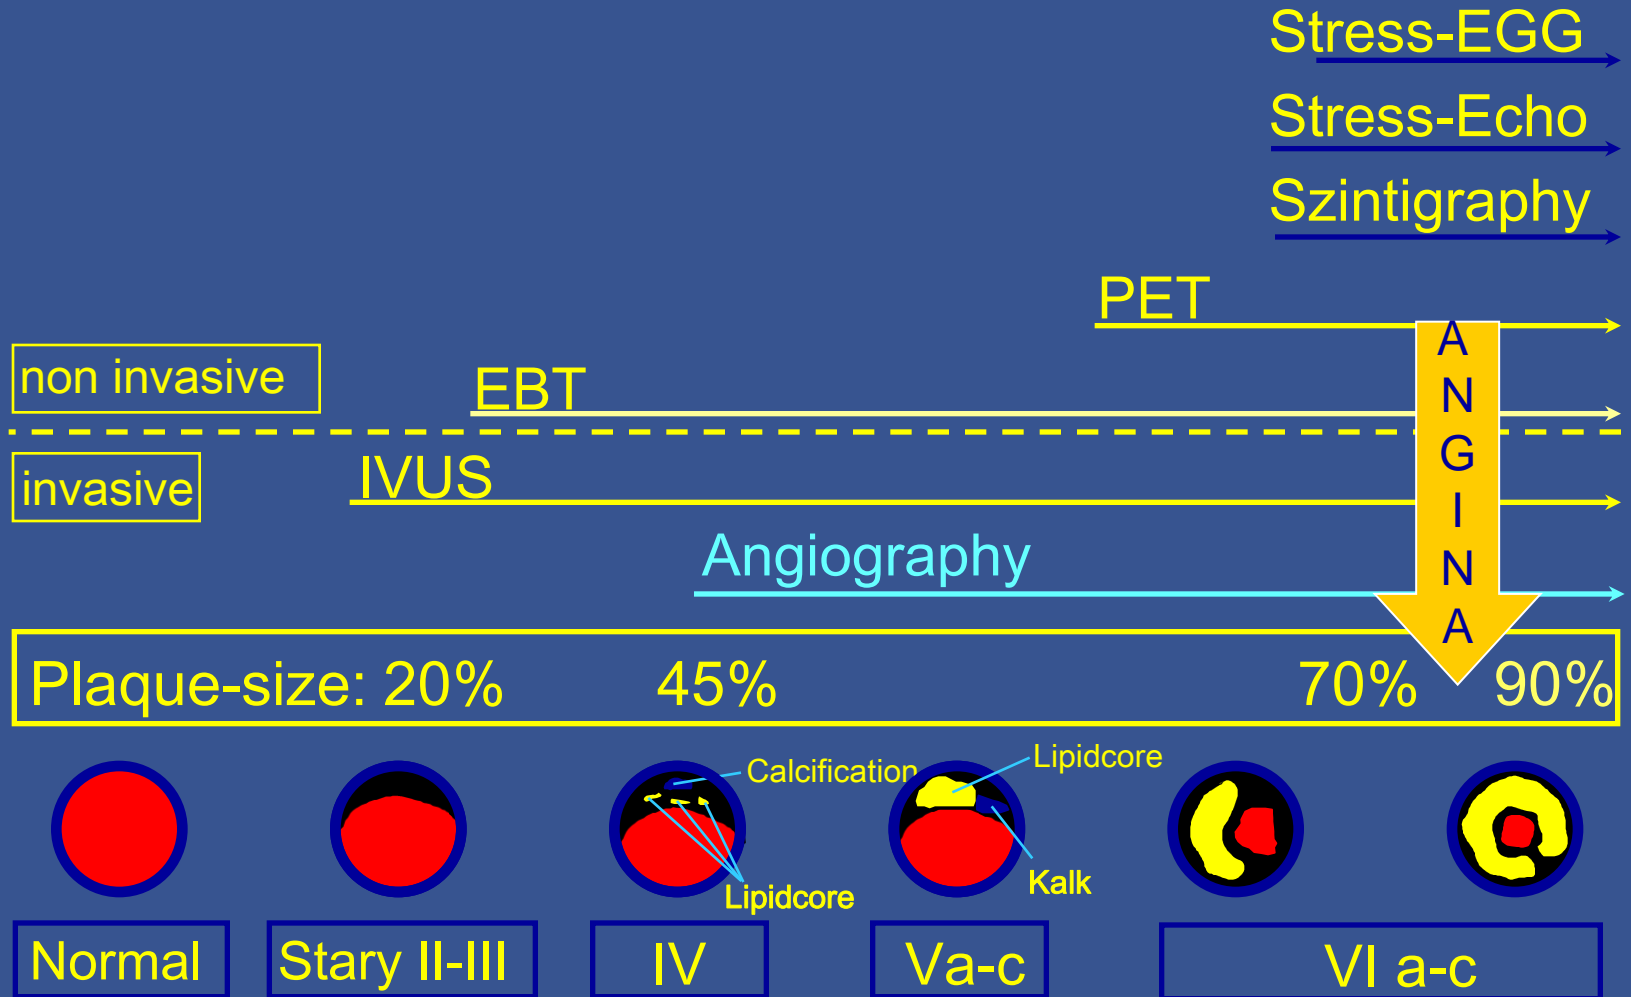 Stress-EGG
Stress-Echo
Szintigraphy
PET
non invasive
EBT
invasive
IVUS
Angiography
A
N
G
I
N
A
Plaque-size: 20% 45% 70% 90%
Calcification
Lipidcore
Lipidcore
Kalk
Normal
Stary II-III
IV
Va-c
VI a-c